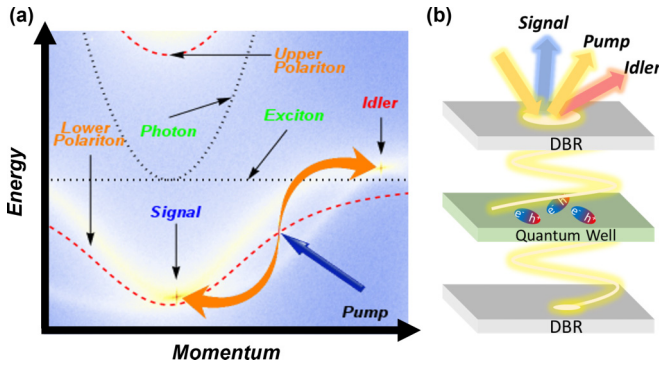 (a)
Energy
Upper
Polariton
Idler
Photon
Exciton
Lower
Polariton
Signal
Pump
Momentum
(b)
Signal
Pump
Idler
DBR
e⁻ h⁺
e⁻ h⁺
e⁻ h⁺
Quantum Well
DBR